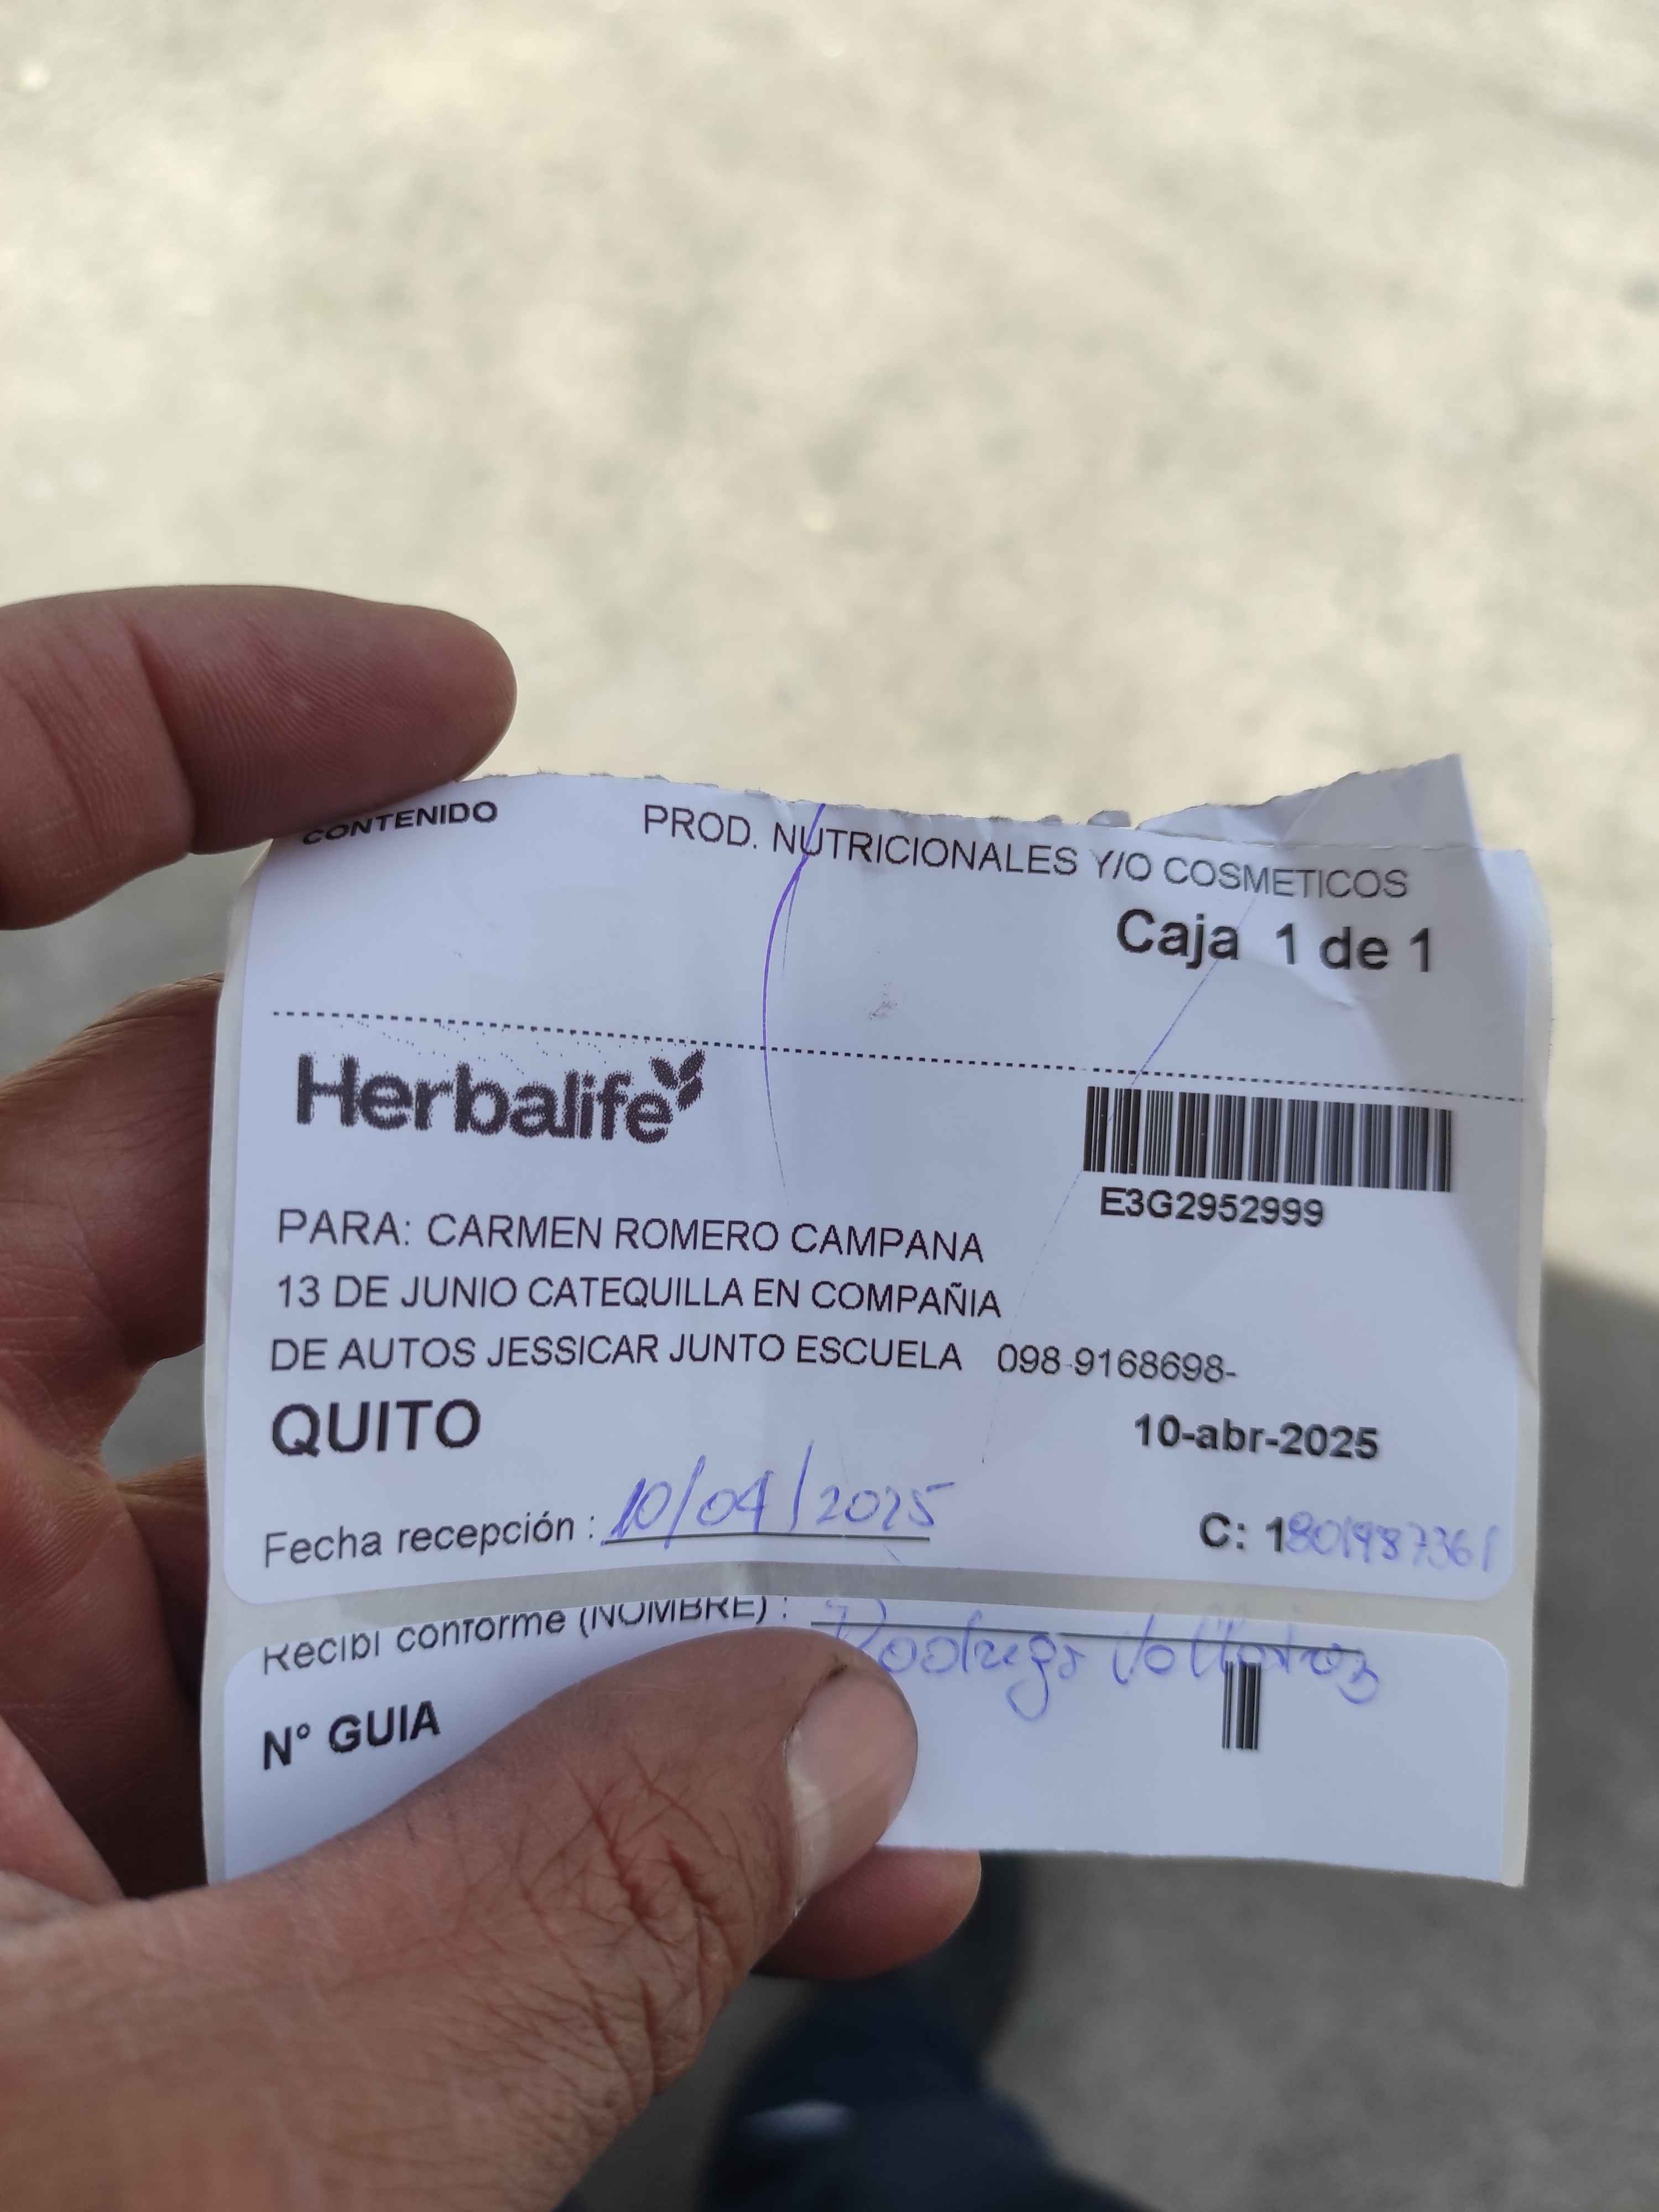 CONTENIDO PROD. NUTRICIONALES Y/O COSMETICOS
Caja 1 de 1
Herbalife
E3G2952999
PARA: CARMEN ROMERO CAMPANA
13 DE JUNIO CATEQUILLA EN COMPAÑIA
DE AUTOS JESSICAR JUNTO ESCUELA 098-9168698-
QUITO 10-abr-2025
Fecha recepción : 10/04/2025 C: 1801987361
Recibi conforme (NOMBRE) :
N° GUIA